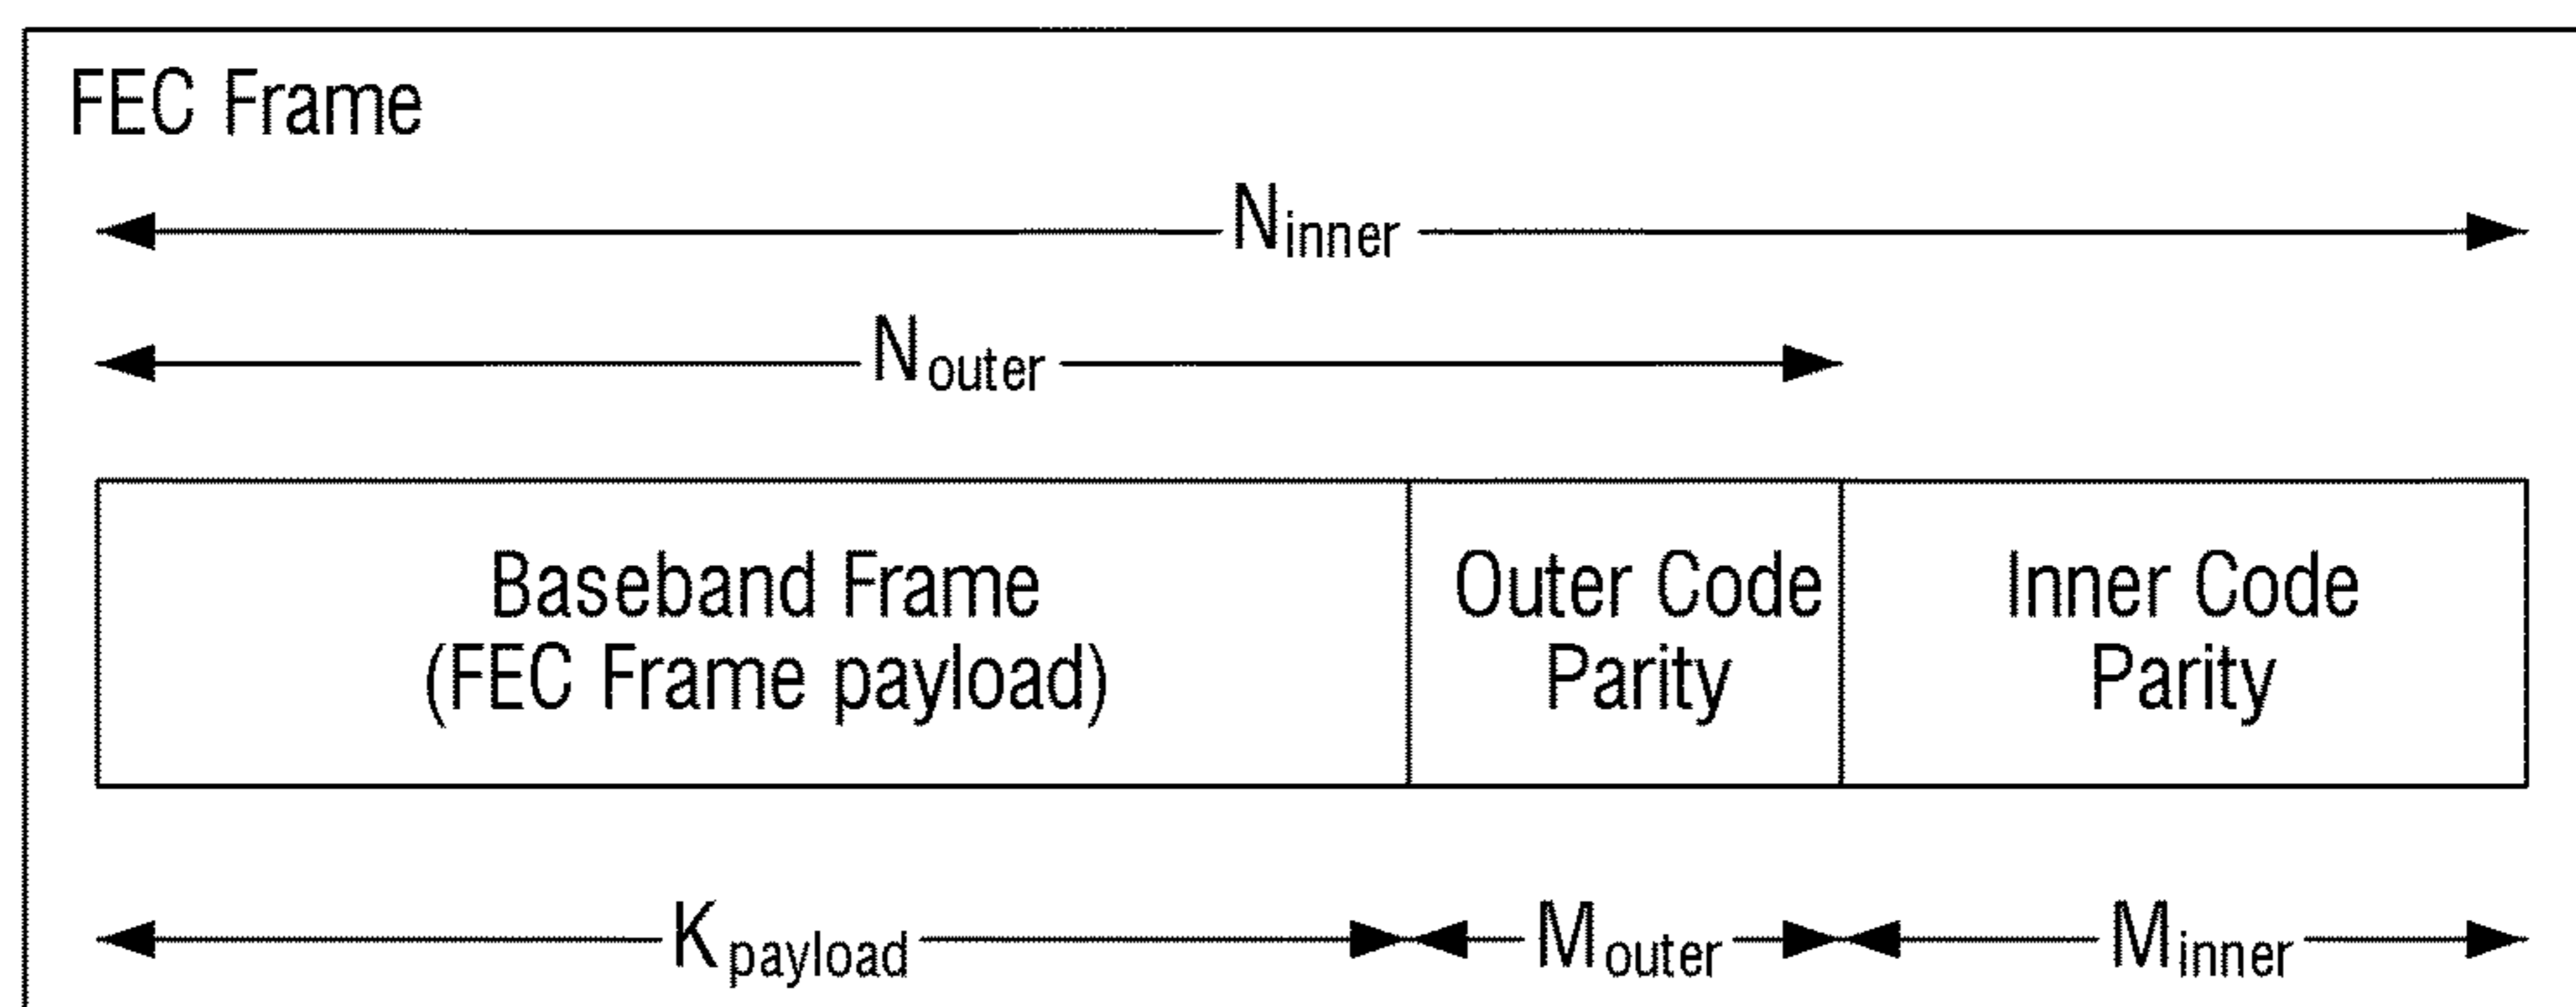 FEC Frame
Ninner
Nouter
Baseband Frame
(FEC Frame payload)
Outer Code
Parity
Inner Code
Parity
Kpayload
Mouter
Minner